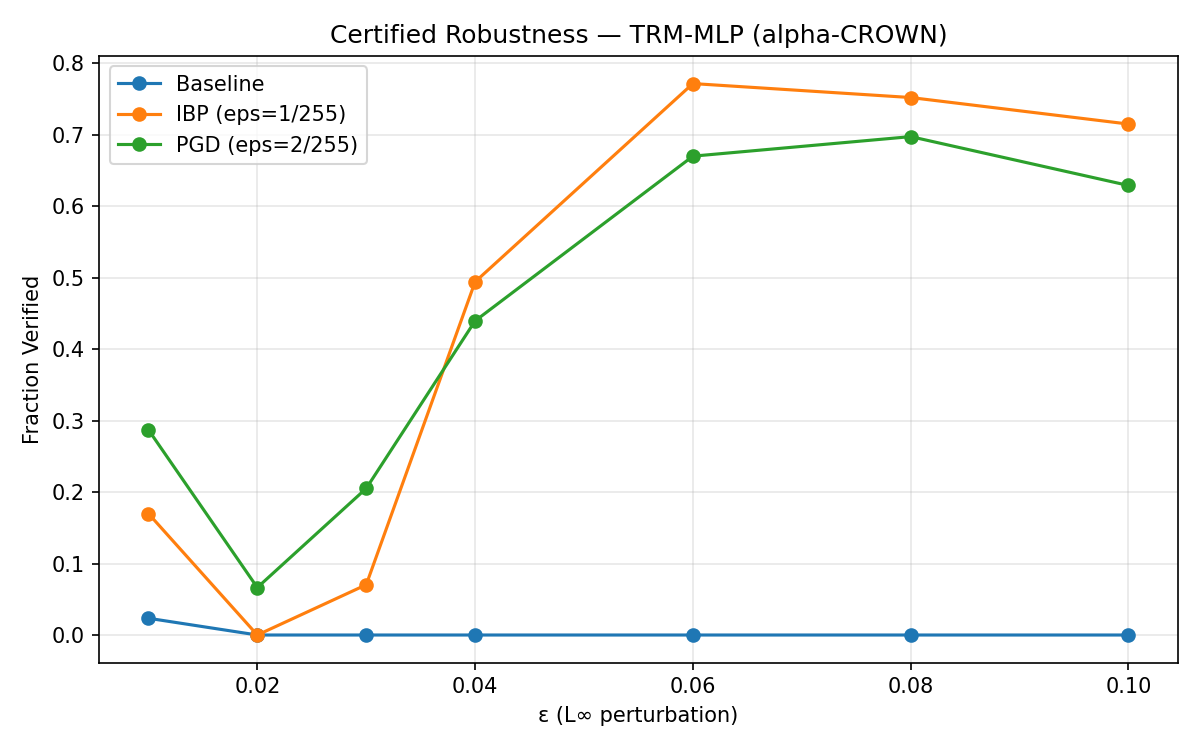 Certified Robustness — TRM-MLP (alpha-CROWN)
Baseline
IBP (eps=1/255)
PGD (eps=2/255)
Fraction Verified
0.8
0.7
0.6
0.5
0.4
0.3
0.2
0.1
0.0
0.02 0.04 0.06 0.08 0.10
ε (L∞ perturbation)